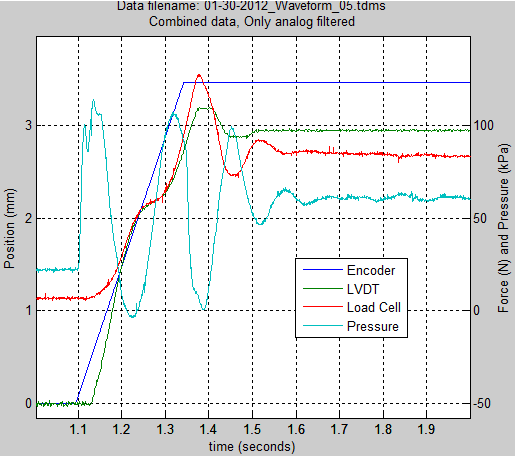 Data filename: 01-30-2012_Waveform_05.tdms
Combined data, Only analog filtered
Position (mm)
3
2
1
0
Force (N) and Pressure (kPa)
100
50
0
-50
Encoder
LVDT
Load Cell
Pressure
1.1 1.2 1.3 1.4 1.5 1.6 1.7 1.8 1.9
time (seconds)